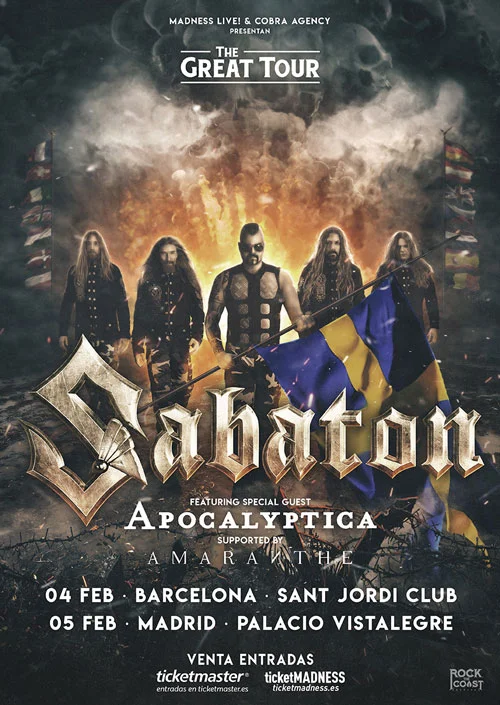 MADNESS LIVE! & COBRA AGENCY
PRESENTAN
THE
GREAT TOUR
SABATON
FEATURING SPECIAL GUEST
APOCALYPTICA
SUPPORTED BY
AMARANTHE
04 FEB · BARCELONA · SANT JORDI CLUB
05 FEB · MADRID · PALACIO VISTALEGRE
VENTA ENTRADAS
ticketmaster®
entradas en ticketmaster.es
ticketMADNESS
ticketmadness.es
ROCK
THE
COAST